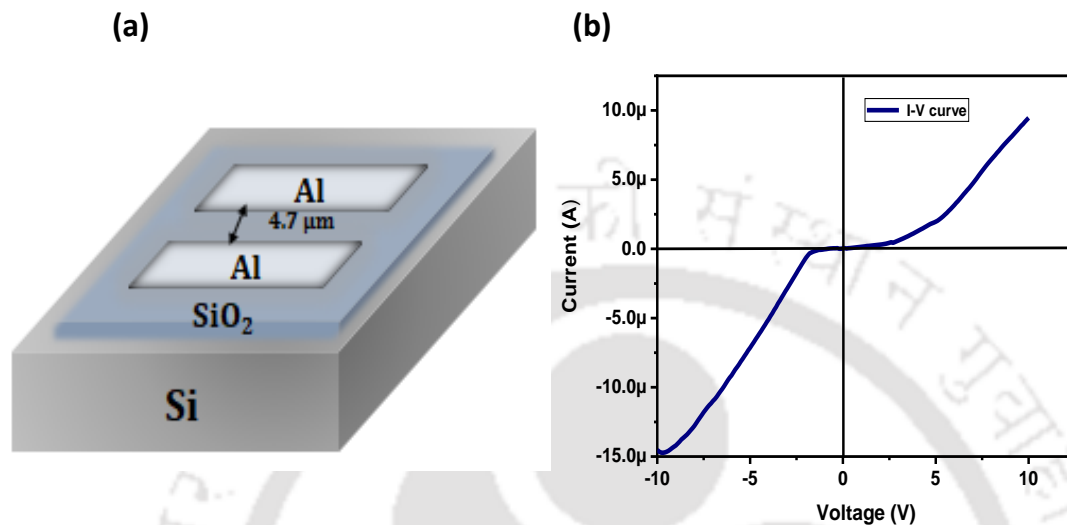 (a)
(b)
Al
4.7 µm
Al
SiO₂
Si
I-V curve
10.0µ
5.0µ
0.0
-5.0µ
-10.0µ
-15.0µ
Current (A)
-10
-5
0
5
10
Voltage (V)